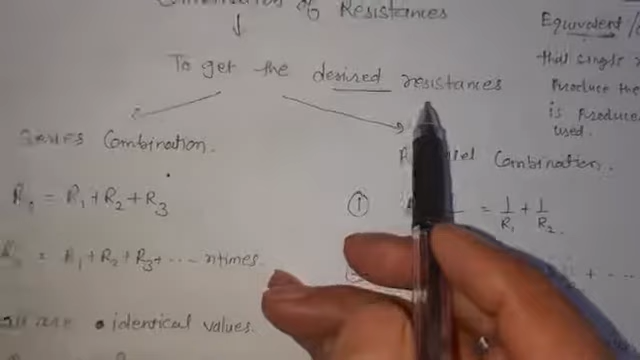 of Resistances
To get the desired resistances
Series Combination.
Combination.
R = R₁ + R₂ + R₃
① = 1/R₁ + 1/R₂.
= R₁ + R₂ + R₃ + ... n times.
+ ...
identical values.
Equivalent /
that single
Produce the
is produce
used.